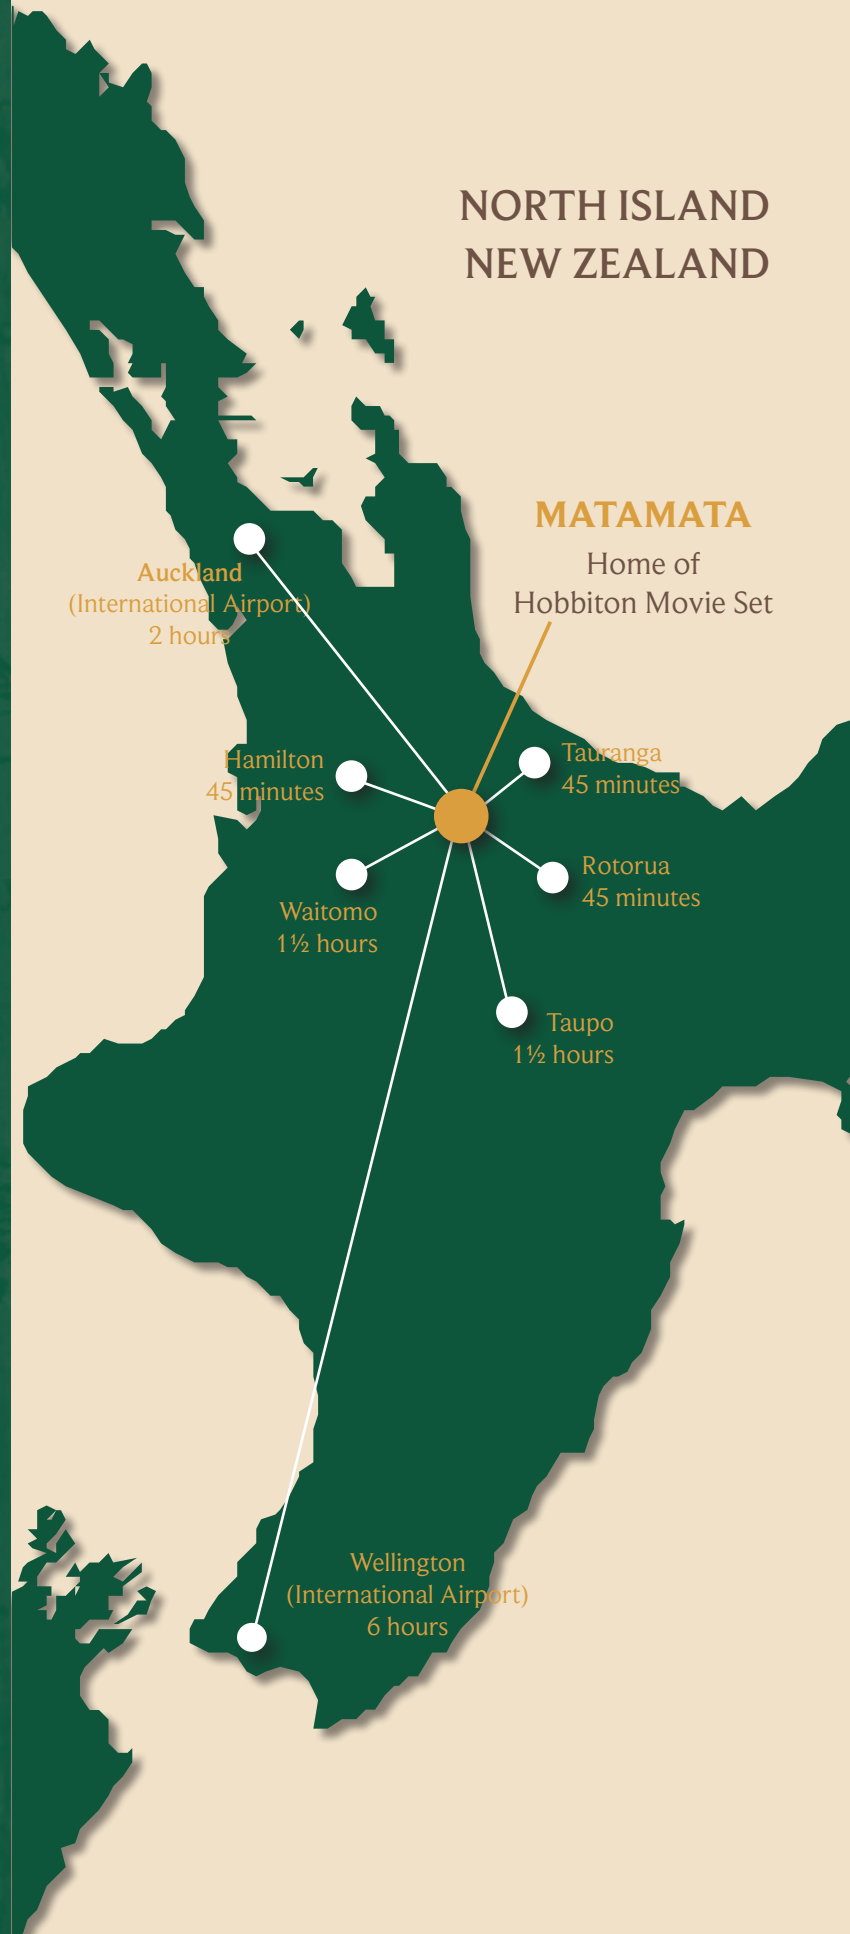 NORTH ISLAND
NEW ZEALAND
MATAMATA
Home of
Hobbiton Movie Set
Auckland
(International Airport)
2 hours
Hamilton
45 minutes
Tauranga
45 minutes
Waitomo
1½ hours
Rotorua
45 minutes
Taupo
1½ hours
Wellington
(International Airport)
6 hours